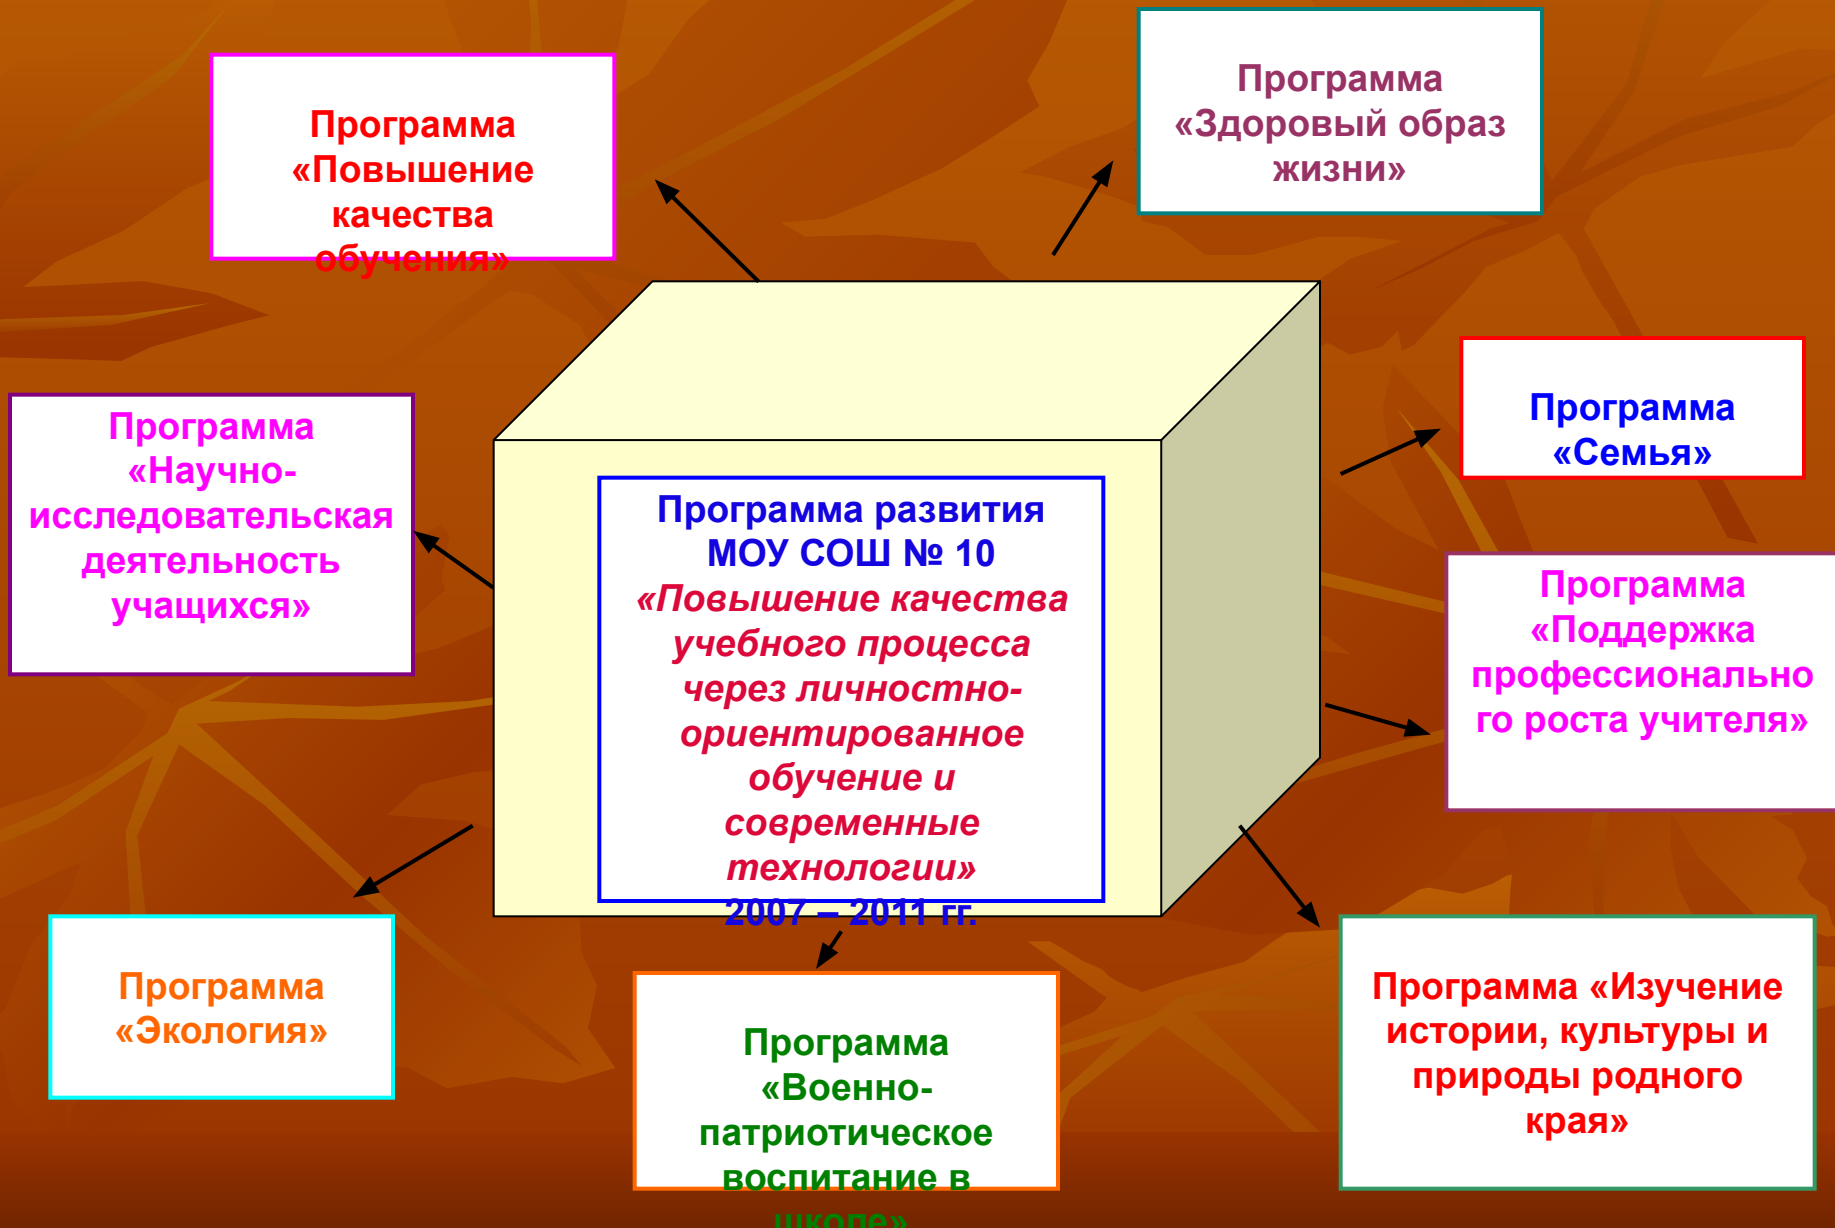 Программа
«Повышение
качества
обучения»
Программа
«Здоровый образ
жизни»
Программа
«Семья»
Программа
«Научно-
исследовательская
деятельность
учащихся»
Программа развития
МОУ СОШ № 10
«Повышение качества
учебного процесса
через личностно-
ориентированное
обучение и
современные
технологии»
2007 – 2011 гг.
Программа
«Поддержка
профессионально
го роста учителя»
Программа
«Экология»
Программа
«Военно-
патриотическое
воспитание в
школе»
Программа «Изучение
истории, культуры и
природы родного
края»